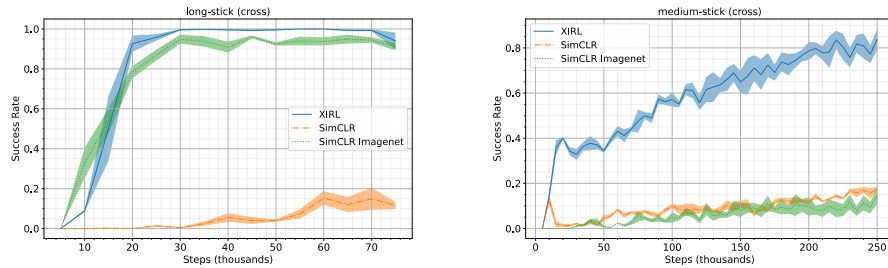 long-stick (cross)
Success Rate
1.0
0.8
0.6
0.4
0.2
0.0
XIRL
SimCLR
SimCLR Imagenet
10
20
30
40
50
60
70
Steps (thousands)
medium-stick (cross)
Success Rate
0.8
0.6
0.4
0.2
0.0
XIRL
SimCLR
SimCLR Imagenet
0
50
100
150
200
250
Steps (thousands)